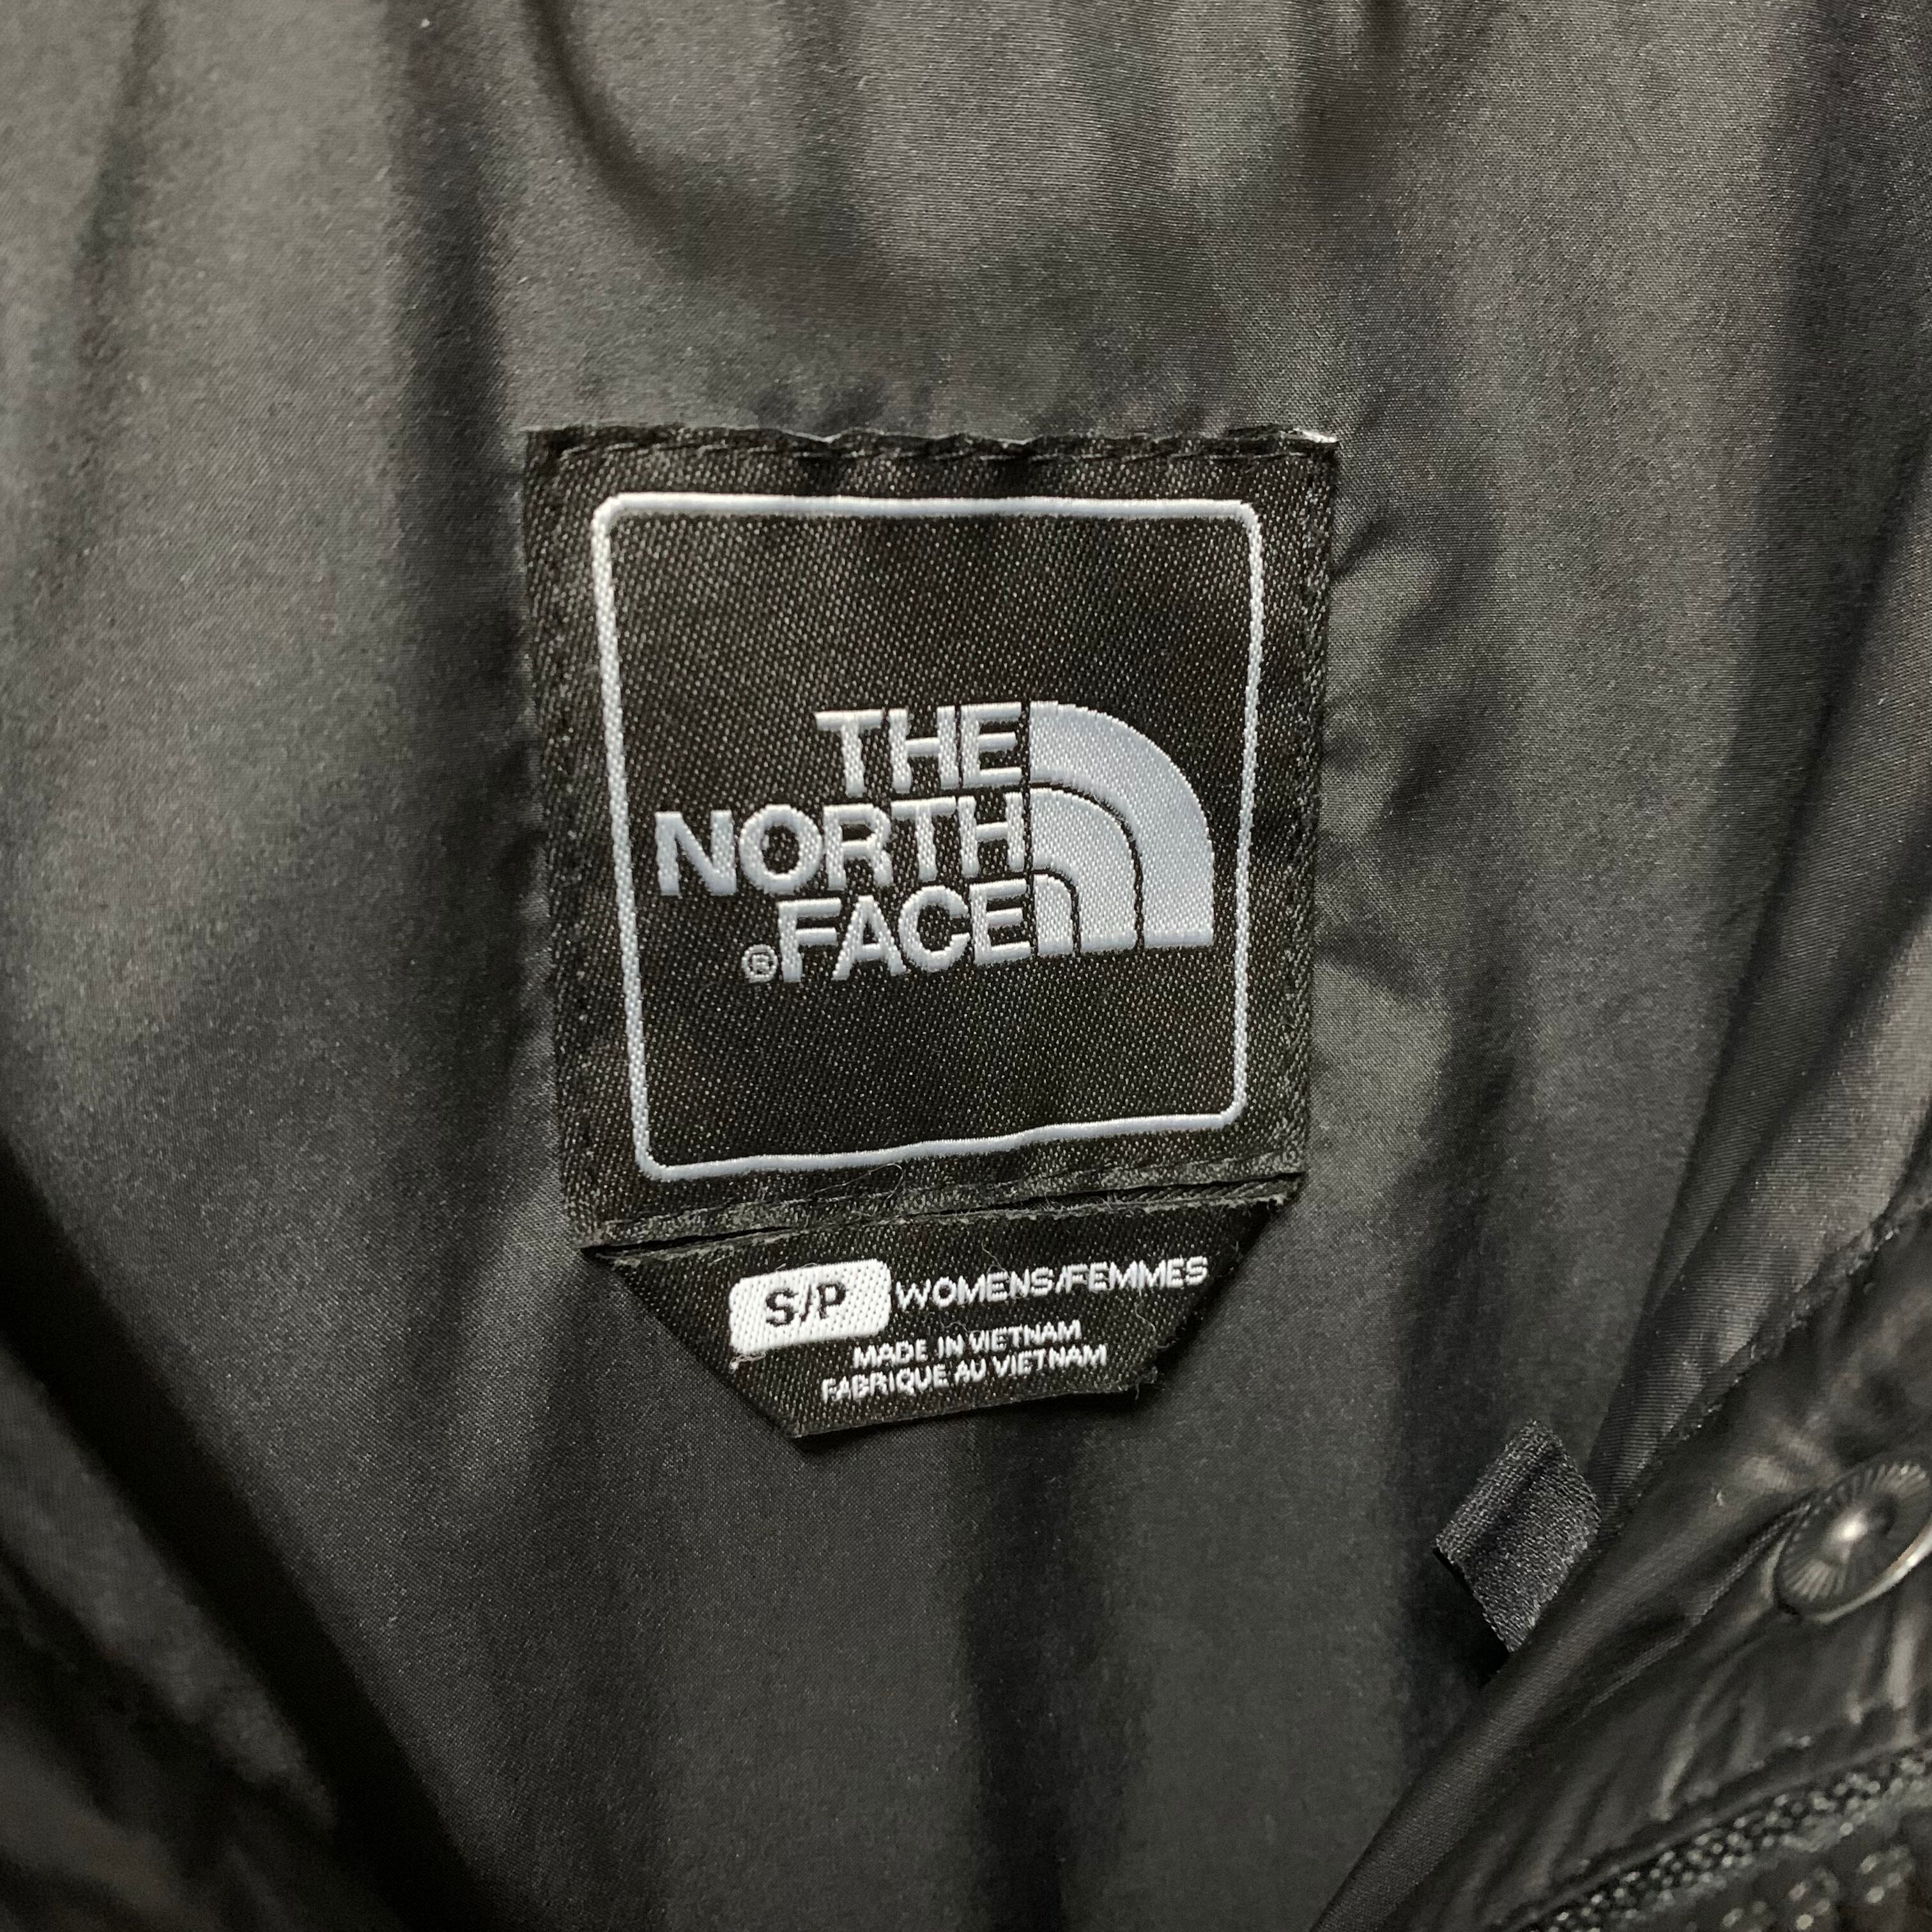 THE
NORTH
®FACE
S/P WOMENS/FEMMES
MADE IN VIETNAM
FABRIQUE AU VIETNAM